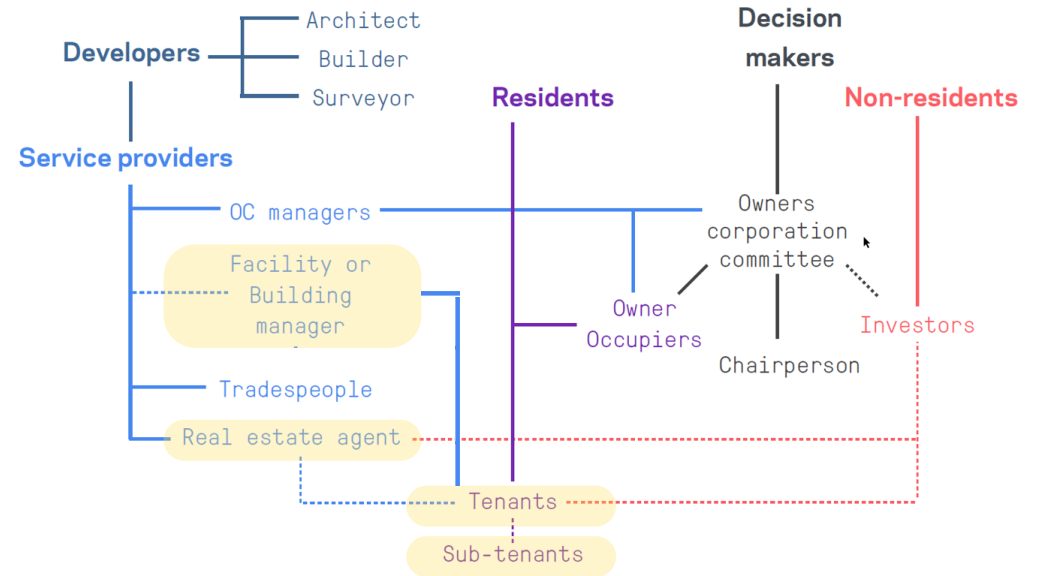 Developers
Architect
Builder
Surveyor
Decision
makers
Residents
Non-residents
Service providers
OC managers
Owners
corporation
committee
Facility or
Building
manager
Owner
Occupiers
Investors
Chairperson
Tradespeople
Real estate agent
Tenants
Sub-tenants